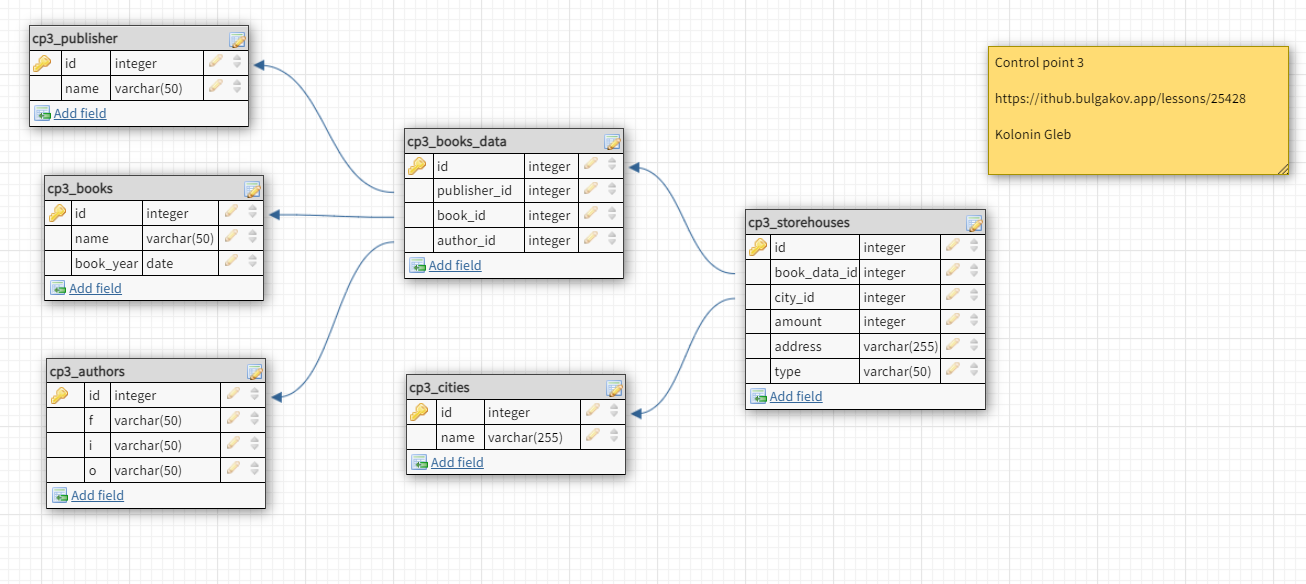 cp3_publisher
id integer
name varchar(50)
Add field
cp3_books
id integer
name varchar(50)
book_year date
Add field
cp3_authors
id integer
f varchar(50)
i varchar(50)
o varchar(50)
Add field
cp3_books_data
id integer
publisher_id integer
book_id integer
author_id integer
Add field
cp3_cities
id integer
name varchar(255)
Add field
cp3_storehouses
id integer
book_data_id integer
city_id integer
amount integer
address varchar(255)
type varchar(50)
Add field
Control point 3
https://ithub.bulgakov.app/lessons/25428
Kolonin Gleb